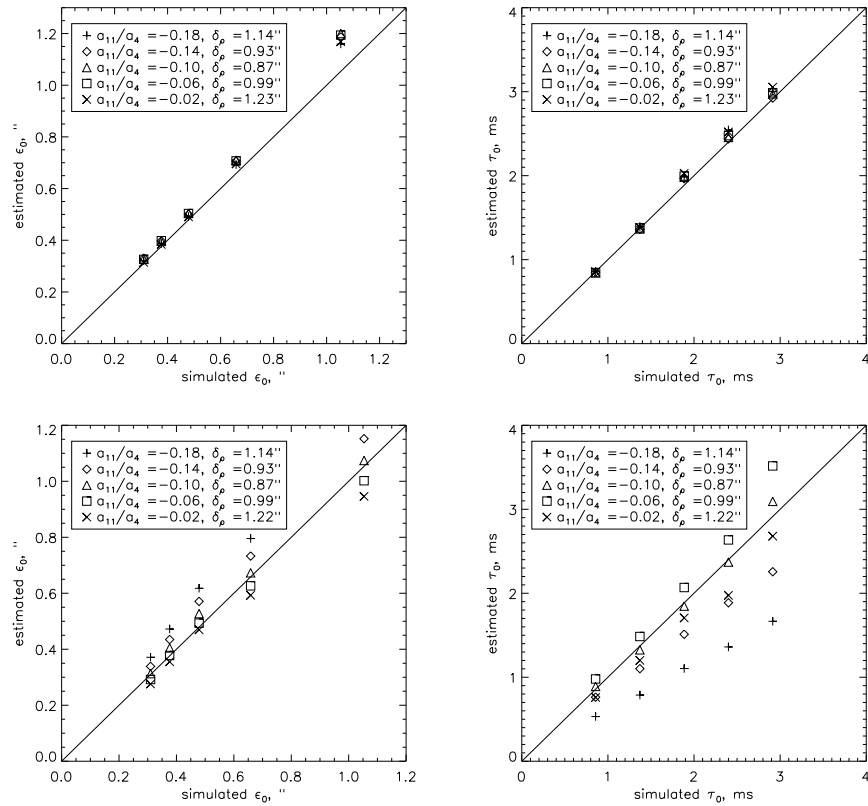 1.2
1.0
0.8
0.6
0.4
0.2
0.0
estimated ϵ₀, "
a₁₁/a₄ =−0.18, δᵨ =1.14"
a₁₁/a₄ =−0.14, δᵨ =0.93"
a₁₁/a₄ =−0.10, δᵨ =0.87"
a₁₁/a₄ =−0.06, δᵨ =0.99"
a₁₁/a₄ =−0.02, δᵨ =1.23"
0.0 0.2 0.4 0.6 0.8 1.0 1.2
simulated ϵ₀, "
4
3
2
1
0
estimated τ₀, ms
a₁₁/a₄ =−0.18, δᵨ =1.14"
a₁₁/a₄ =−0.14, δᵨ =0.93"
a₁₁/a₄ =−0.10, δᵨ =0.87"
a₁₁/a₄ =−0.06, δᵨ =0.99"
a₁₁/a₄ =−0.02, δᵨ =1.23"
0 1 2 3 4
simulated τ₀, ms
1.2
1.0
0.8
0.6
0.4
0.2
0.0
estimated ϵ₀, "
a₁₁/a₄ =−0.18, δᵨ =1.14"
a₁₁/a₄ =−0.14, δᵨ =0.93"
a₁₁/a₄ =−0.10, δᵨ =0.87"
a₁₁/a₄ =−0.06, δᵨ =0.99"
a₁₁/a₄ =−0.02, δᵨ =1.22"
0.0 0.2 0.4 0.6 0.8 1.0 1.2
simulated ϵ₀, "
4
3
2
1
0
estimated τ₀, ms
a₁₁/a₄ =−0.18, δᵨ =1.14"
a₁₁/a₄ =−0.14, δᵨ =0.93"
a₁₁/a₄ =−0.10, δᵨ =0.87"
a₁₁/a₄ =−0.06, δᵨ =0.99"
a₁₁/a₄ =−0.02, δᵨ =1.22"
0 1 2 3 4
simulated τ₀, ms